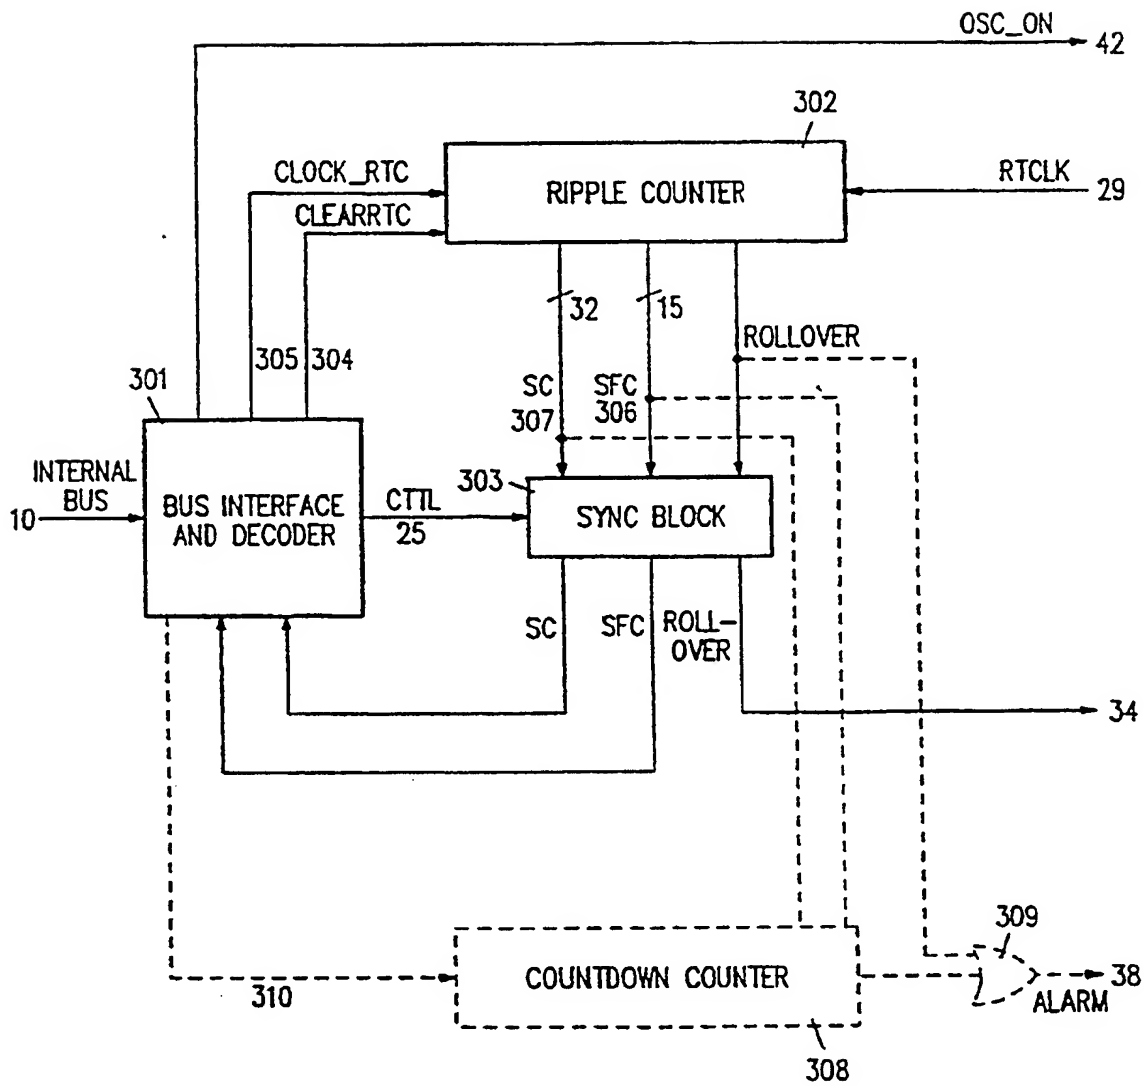 OSC_ON
42
302
CLOCK_RTC
RIPPLE COUNTER
RTCLK
29
CLEARRTC
32
15
ROLLOVER
305
304
301
SC
307
SFC
306
INTERNAL
BUS
10
BUS INTERFACE
AND DECODER
CTTL
25
303
SYNC BLOCK
SC
SFC
ROLL-
OVER
34
309
310
COUNTDOWN COUNTER
38
ALARM
308